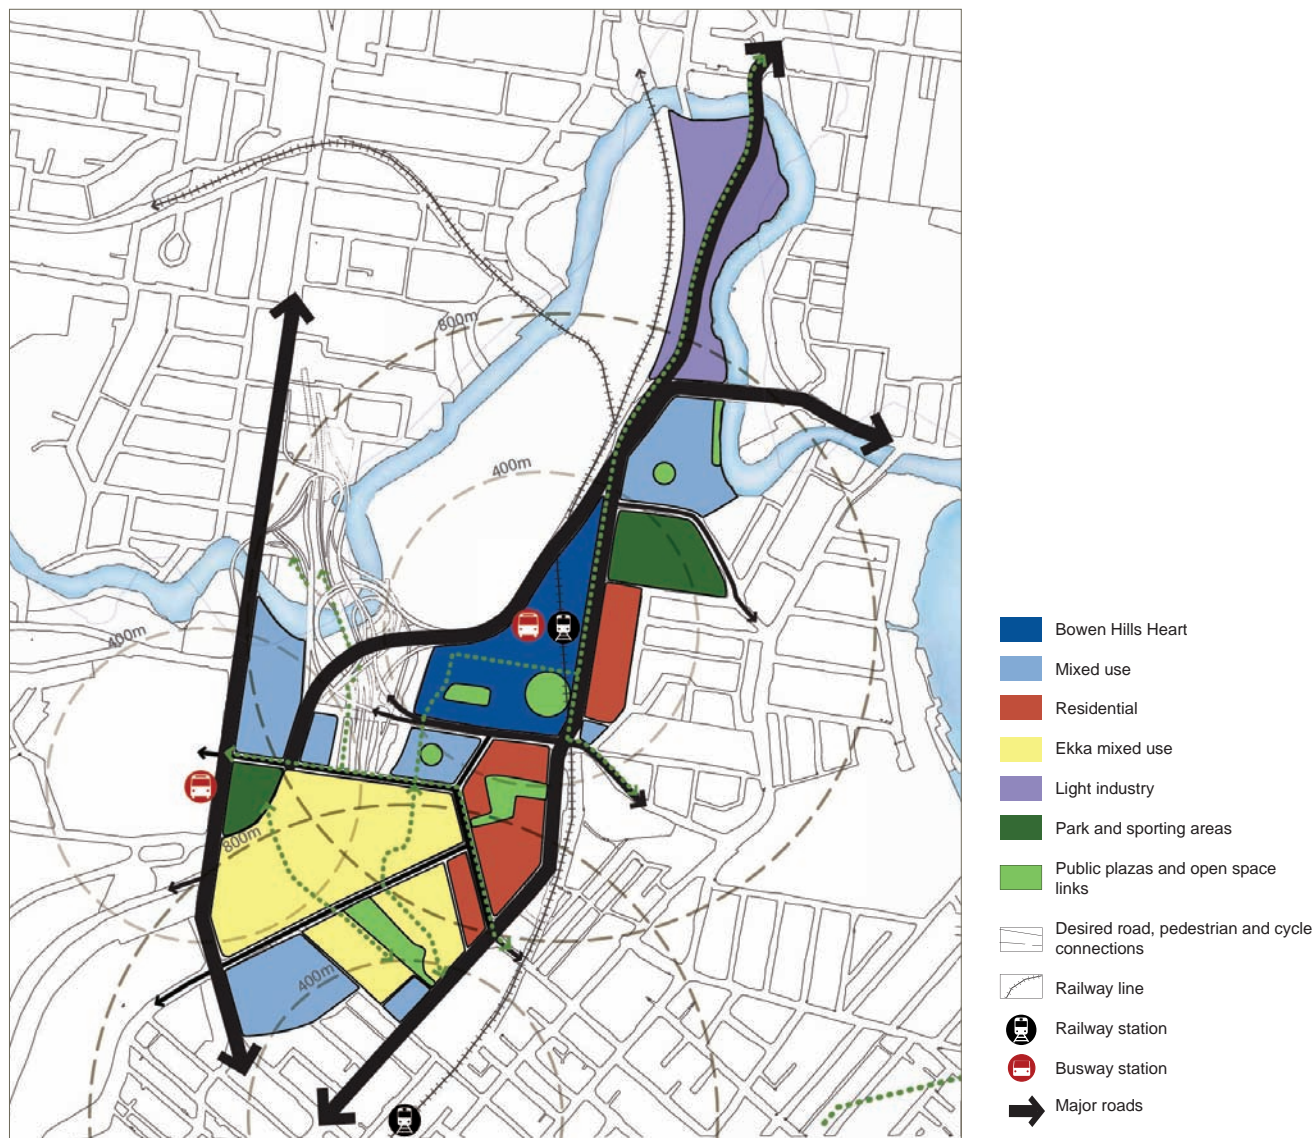 800m
400m
400m
800m
400m
Bowen Hills Heart
Mixed use
Residential
Ekka mixed use
Light industry
Park and sporting areas
Public plazas and open space
links
Desired road, pedestrian and cycle
connections
Railway line
Railway station
Busway station
Major roads